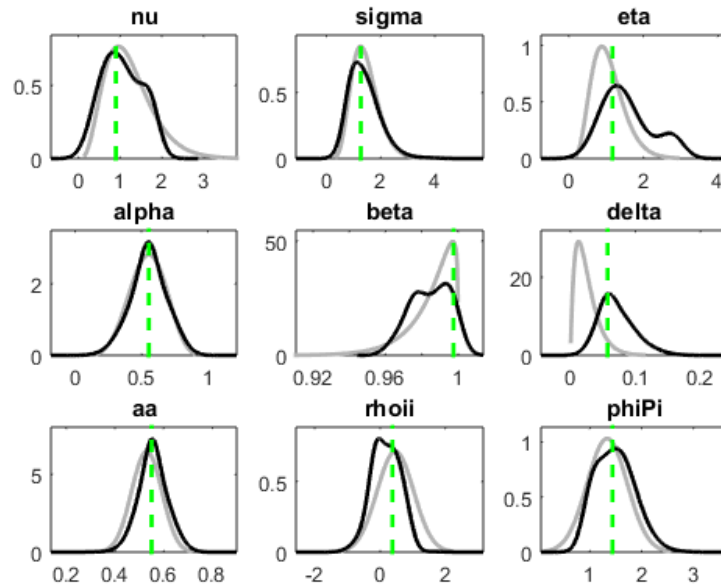 nu sigma eta
0.5 0.5 1 0.5
0 0 0
0 1 2 3 0 2 4 0 2 4
alpha beta delta
2 50 20
0 0 0
0 0.5 1 0.92 0.96 1 0 0.1 0.2
aa rhoii phiPi
5 0.5 1 0.5
0 0 0
0.2 0.4 0.6 0.8 -2 0 2 1 2 3